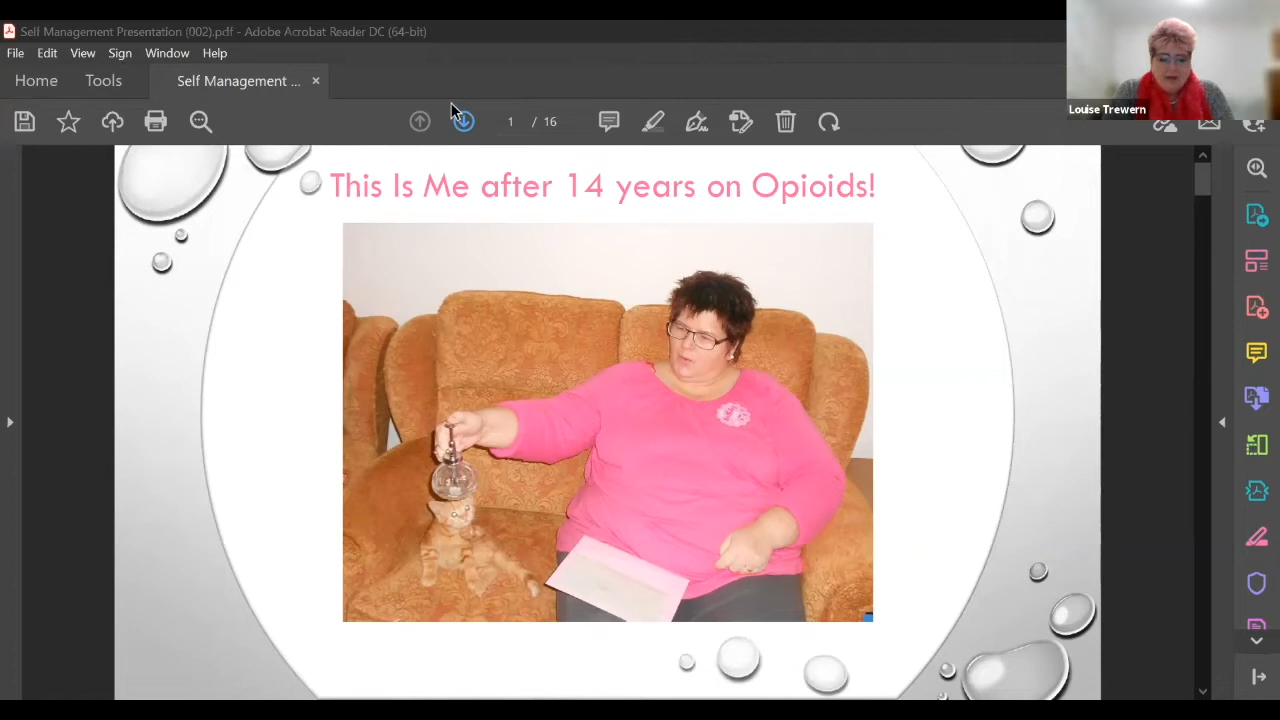 Self Management Presentation (002).pdf - Adobe Acrobat Reader DC (64-bit)
File Edit View Sign Window Help
Home Tools Self Management ... ×
1 / 16
Louise Trewern
This Is Me after 14 years on Opioids!